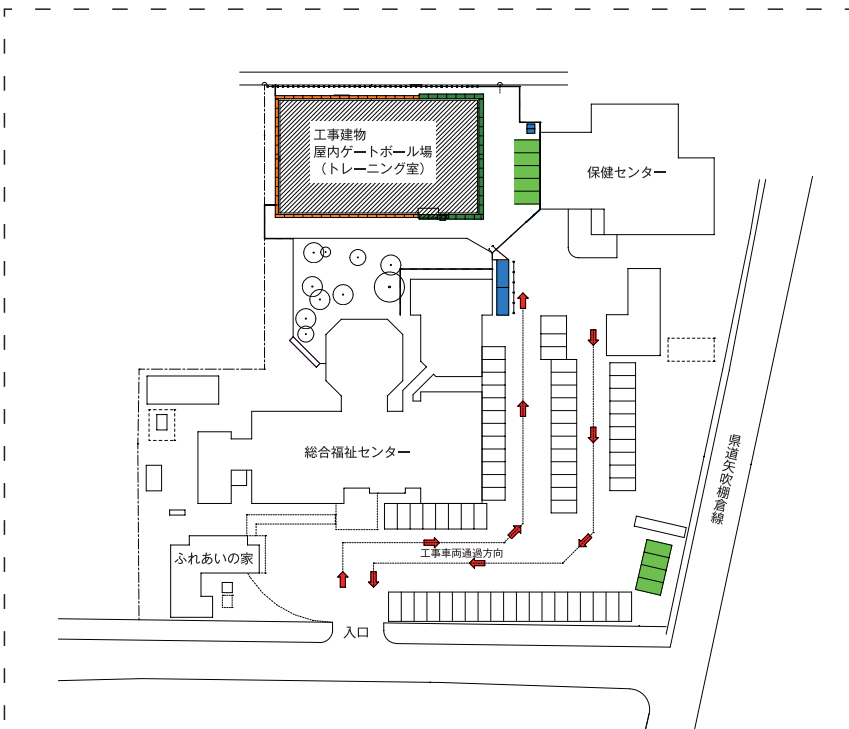 工事建物
屋内ゲートボール場
（トレーニング室）
保健センター
総合福祉センター
県道矢吹棚倉線
工事車両通過方向
ふれあいの家
入口